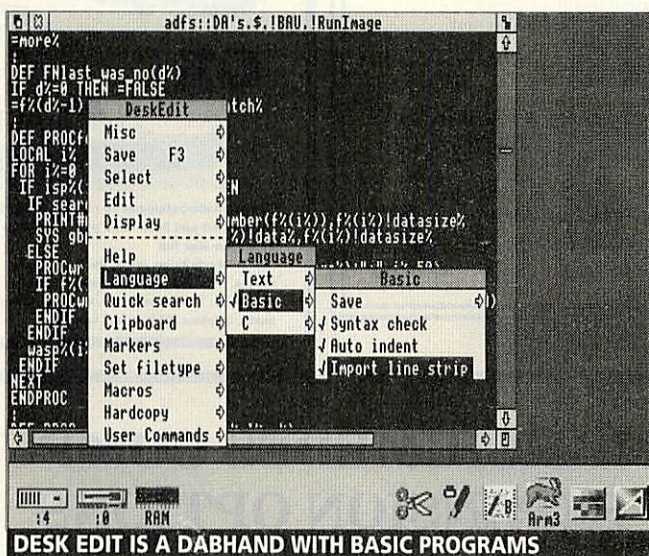 adfs::DA's.$.!BAU.!RunImage
=more%
:
DEF FNlast_was_no(d%)
IF d%=0 THEN =FALSE
=f%(d%-1) tch%
:
DEF PROCf
LOCAL i%
FOR i%=0
IF isp%( EN
IF sear
PRINT# mber(f%(i%)),f%(i%)!datasize%
SYS gb %)!data%,f%(i%)!datasize%
ELSE
PROCwr
IF f%(
PROCw
ENDIF
ENDIF
wasp%(i
ENDIF
NEXT
ENDPROC
:
DeskEdit
Misc
Save F3
Select
Edit
Display
Help
Language
Quick search
Clipboard
Markers
Set filetype
Macros
Hardcopy
User Commands
Language
Text
√Basic
C
Basic
Save
√Syntax check
√Auto indent
√Import line strip
:4 :0 RAM Arm3
DESK EDIT IS A DABHAND WITH BASIC PROGRAMS